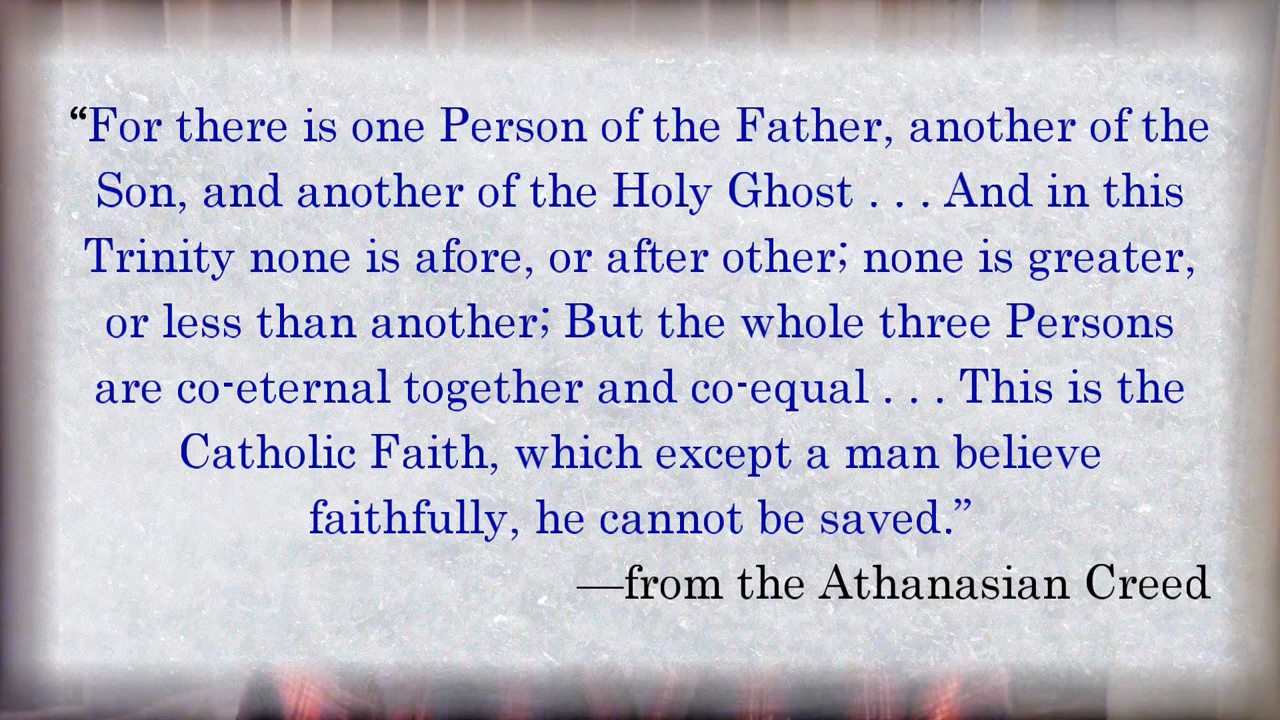 “For there is one Person of the Father, another of the
Son, and another of the Holy Ghost . . . And in this
Trinity none is afore, or after other; none is greater,
or less than another; But the whole three Persons
are co-eternal together and co-equal . . . This is the
Catholic Faith, which except a man believe
faithfully, he cannot be saved.”
—from the Athanasian Creed